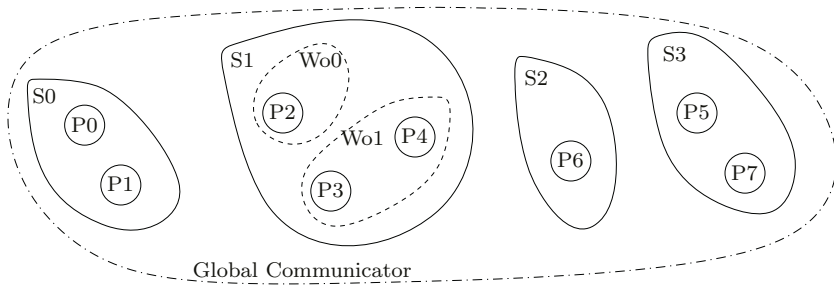 S0
P0
P1
S1
Wo0
P2
Wo1
P4
P3
S2
P6
S3
P5
P7
Global Communicator